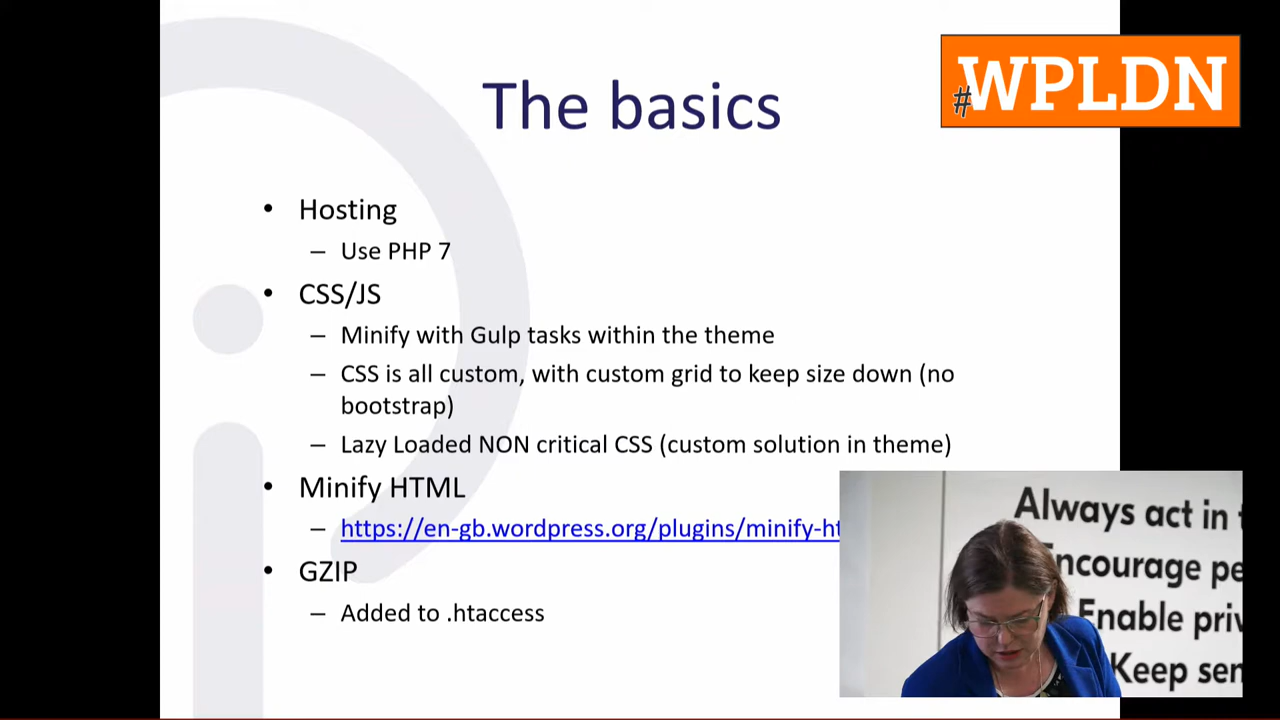 The basics
#WPLDN
• Hosting
– Use PHP 7
• CSS/JS
– Minify with Gulp tasks within the theme
– CSS is all custom, with custom grid to keep size down (no
bootstrap)
– Lazy Loaded NON critical CSS (custom solution in theme)
• Minify HTML
– https://en-gb.wordpress.org/plugins/minify-ht
• GZIP
– Added to .htaccess
Always act in
Encourage pe
Enable priv
Keep sen